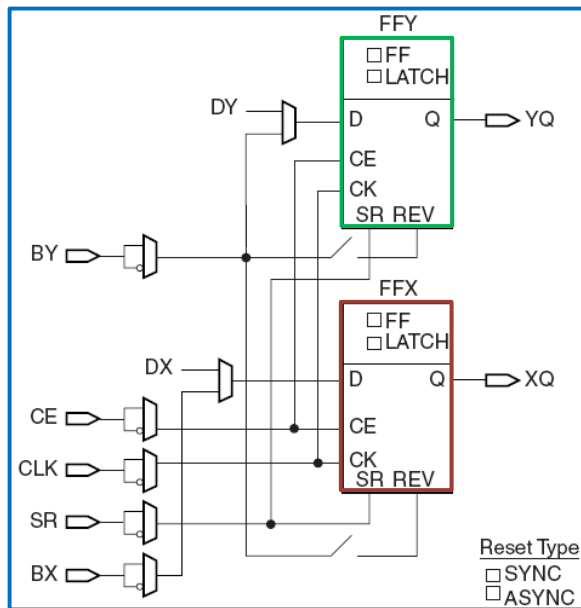 FFY
FF
LATCH
DY
D
Q
YQ
CE
CK
SR REV
BY
FFX
FF
LATCH
DX
D
Q
XQ
CE
CE
CLK
CK
SR REV
SR
BX
Reset Type
SYNC
ASYNC